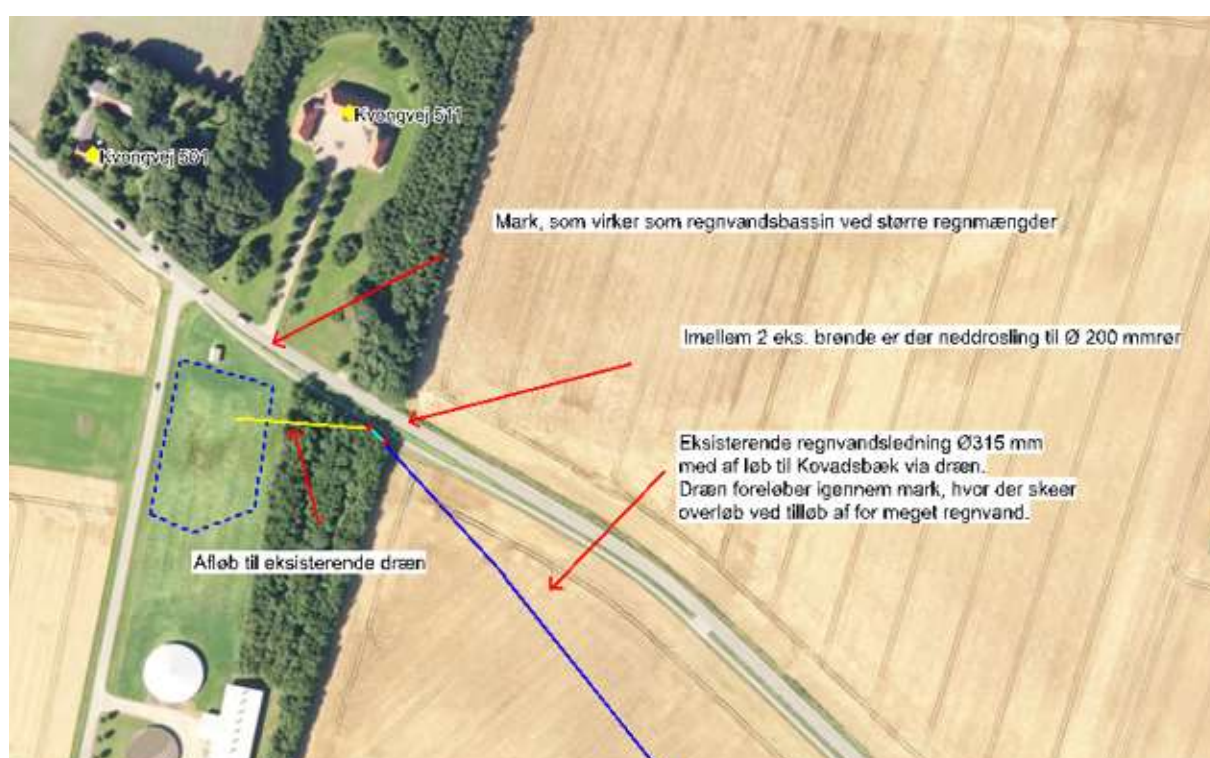 Kvongvej 511
Kvongvej 501
Mark, som virker som regnvandsbassin ved større regnmængder
Imellem 2 eks. brønde er der neddrosling til Ø 200 mmrør
Eksisterende regnvandsledning Ø315 mm
med af løb til Kovadsbæk via dræn.
Dræn foreløber igennem mark, hvor der skeer
overløb ved tilløb af for meget regnvand.
Afløb til eksisterende dræn